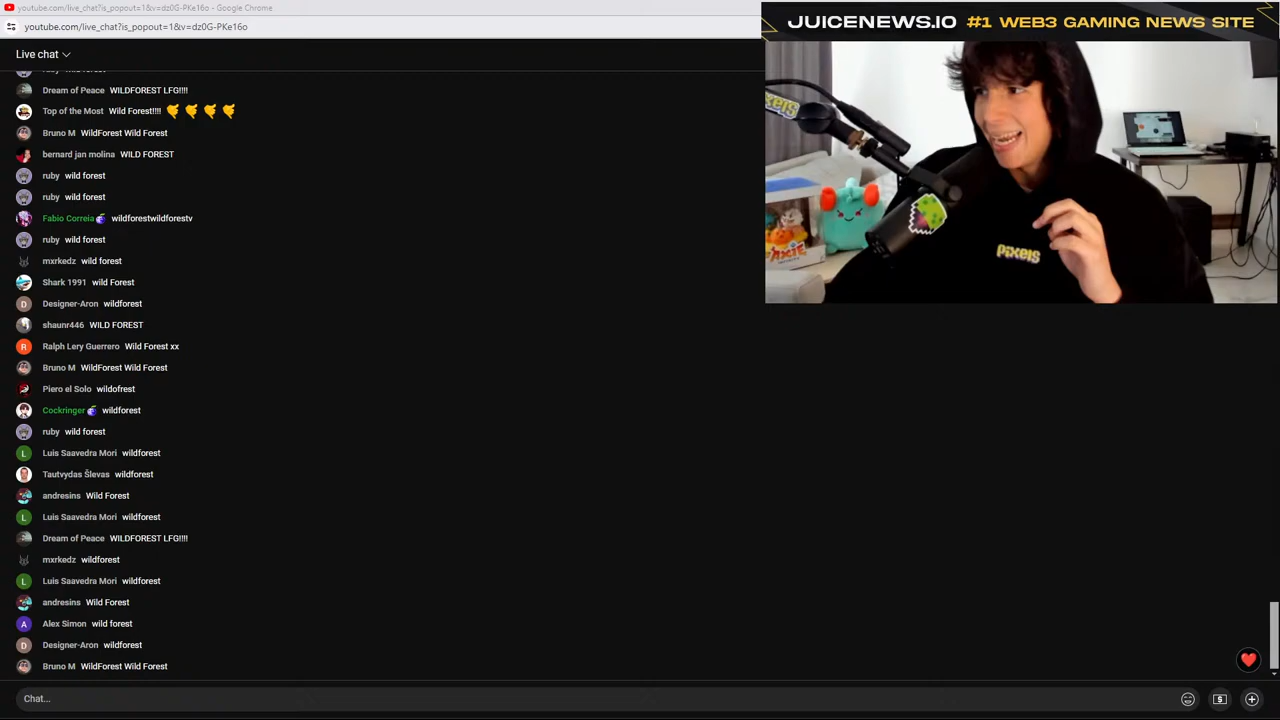 youtube.com/live_chat?is_popout=1&v=dz0G-PKe16o - Google Chrome
youtube.com/live_chat?is_popout=1&v=dz0G-PKe16o
JUICENEWS.IO #1 WEB3 GAMING NEWS SITE
Live chat
Dream of Peace WILDFOREST LFG!!!!
Top of the Most Wild Forest!!!!
Bruno M WildForest Wild Forest
bernard jan molina WILD FOREST
ruby wild forest
ruby wild forest
Fabio Correia wildforestwildforestv
ruby wild forest
mxrkedz wild forest
Shark 1991 wild Forest
D Designer-Aron wildforest
shaunr446 WILD FOREST
R Ralph Lery Guerrero Wild Forest xx
Bruno M WildForest Wild Forest
Piero el Solo wildofrest
Cockringer wildforest
ruby wild forest
L Luis Saavedra Mori wildforest
Tautvydas Šlevas wildforest
andresins Wild Forest
L Luis Saavedra Mori wildforest
Dream of Peace WILDFOREST LFG!!!!
mxrkedz wildforest
L Luis Saavedra Mori wildforest
andresins Wild Forest
A Alex Simon wild forest
D Designer-Aron wildforest
Bruno M WildForest Wild Forest
Chat...
pixels
AXIE